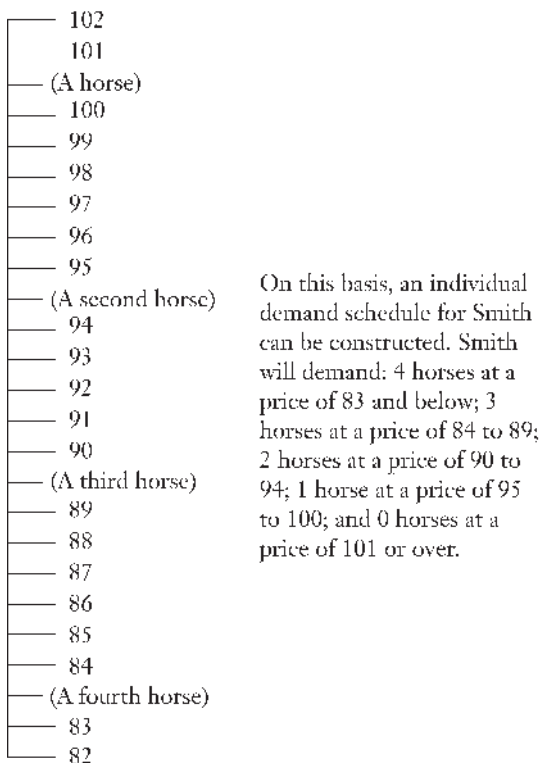 102
101
(A horse)
100
99
98
97
96
95
(A second horse)
94
93
92
91
90
(A third horse)
89
88
87
86
85
84
(A fourth horse)
83
82
On this basis, an individual
demand schedule for Smith
can be constructed. Smith
will demand: 4 horses at a
price of 83 and below; 3
horses at a price of 84 to 89;
2 horses at a price of 90 to
94; 1 horse at a price of 95
to 100; and 0 horses at a
price of 101 or over.